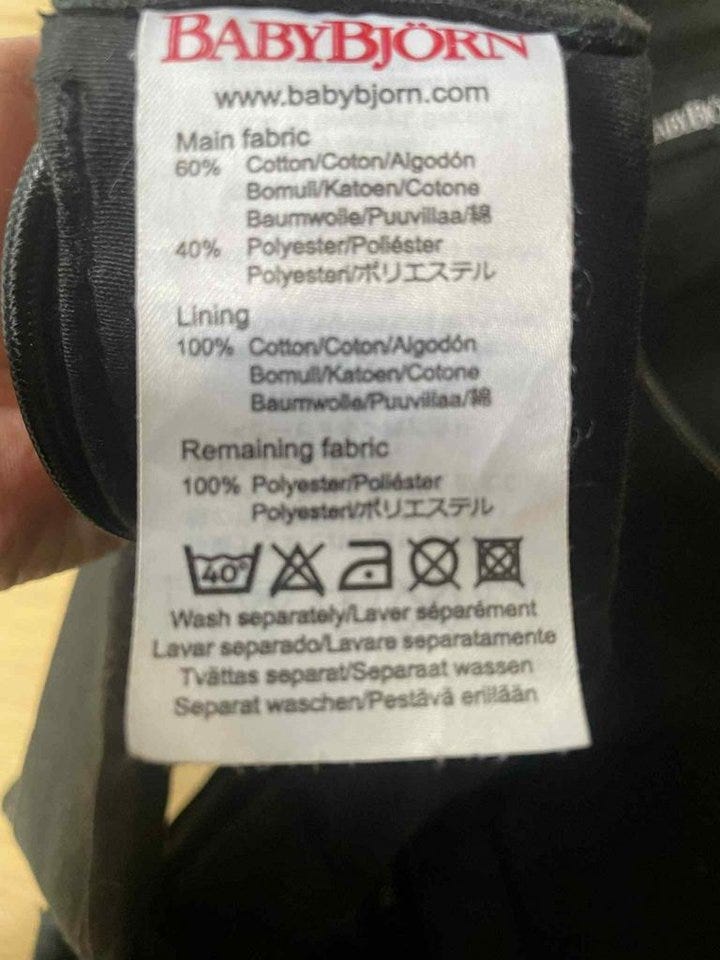 BABYBJÖRN
www.babybjorn.com
Main fabric
60% Cotton/Coton/Algodón
Bomull/Katoen/Cotone
Baumwolle/Puuvillaa/綿
40% Polyester/Poliéster
Polyesteri/ポリエステル
Lining
100% Cotton/Coton/Algodón
Bomull/Katoen/Cotone
Baumwolle/Puuvillaa/綿
Remaining fabric
100% Polyester/Poliéster
Polyesteri/ポリエステル
40°
Wash separately/Laver séparément
Lavar separado/Lavare separatamente
Tvättas separat/Separaat wassen
Separat waschen/Pestävä erillään